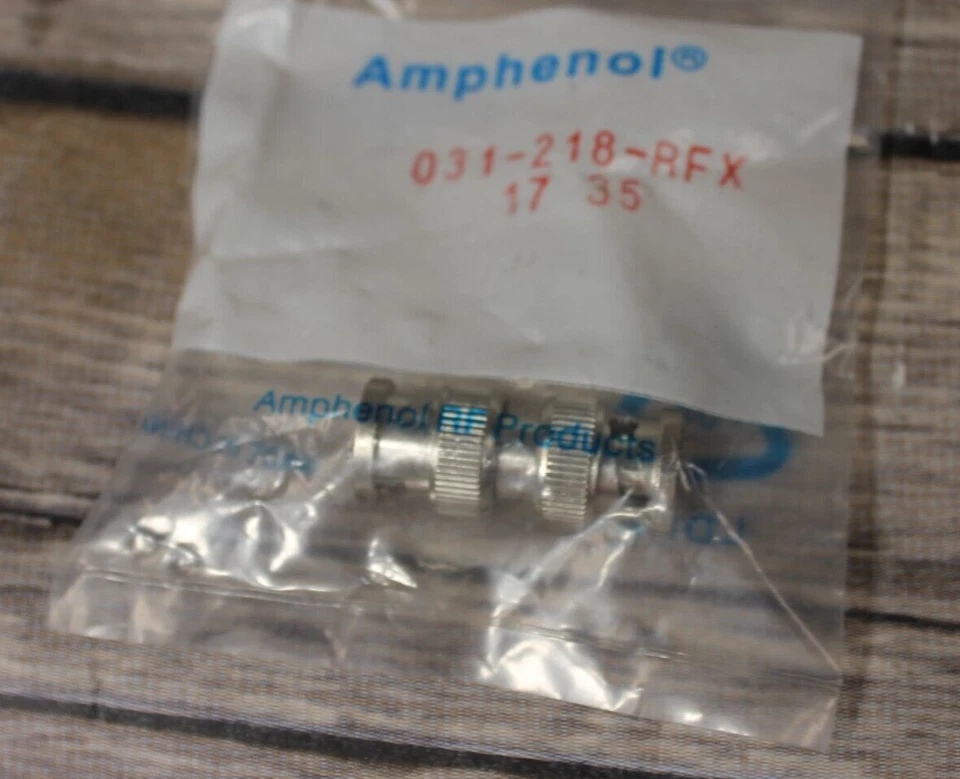 Amphenol®
031-218-RFX
17 35
Amphenol RF Products